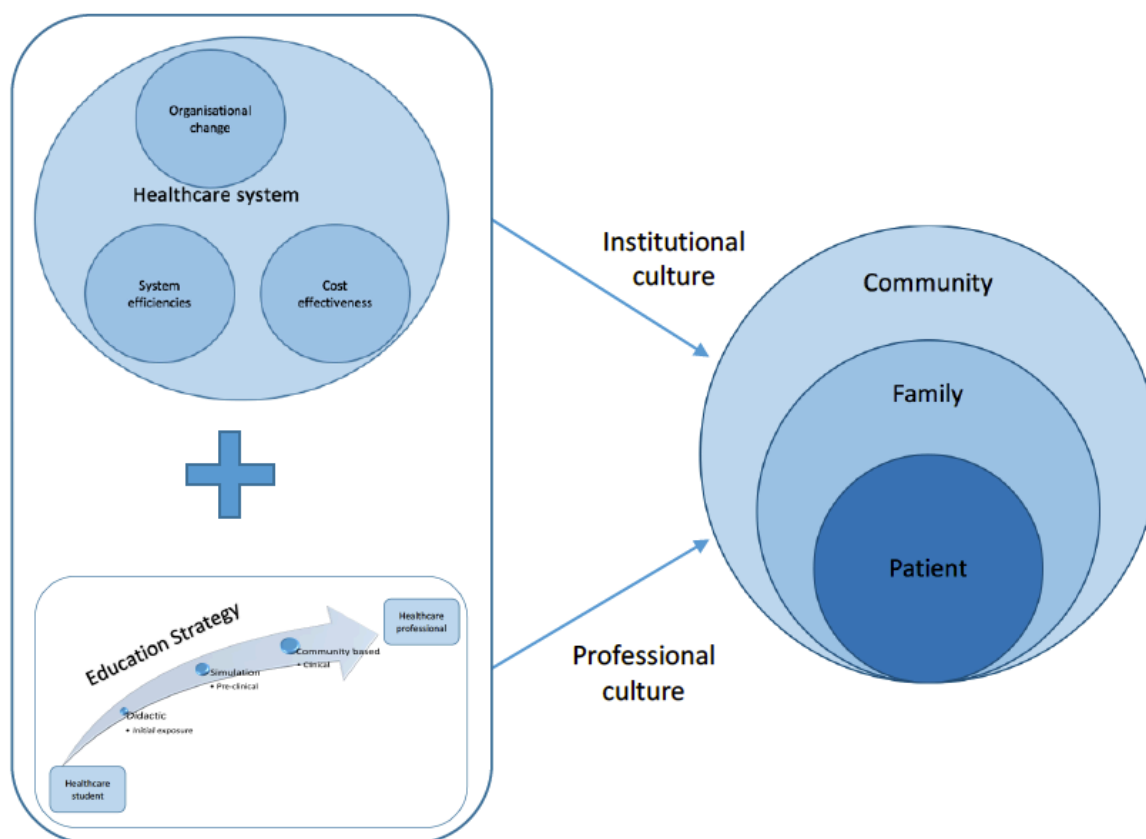 Organisational
change
Healthcare system
System
efficiencies
Cost
effectiveness
Institutional
culture
Community
Family
Patient
Professional
culture
Education Strategy
Healthcare
professional
Community based
• Clinical
Simulation
• Pre-clinical
Didactic
• Initial exposure
Healthcare
student